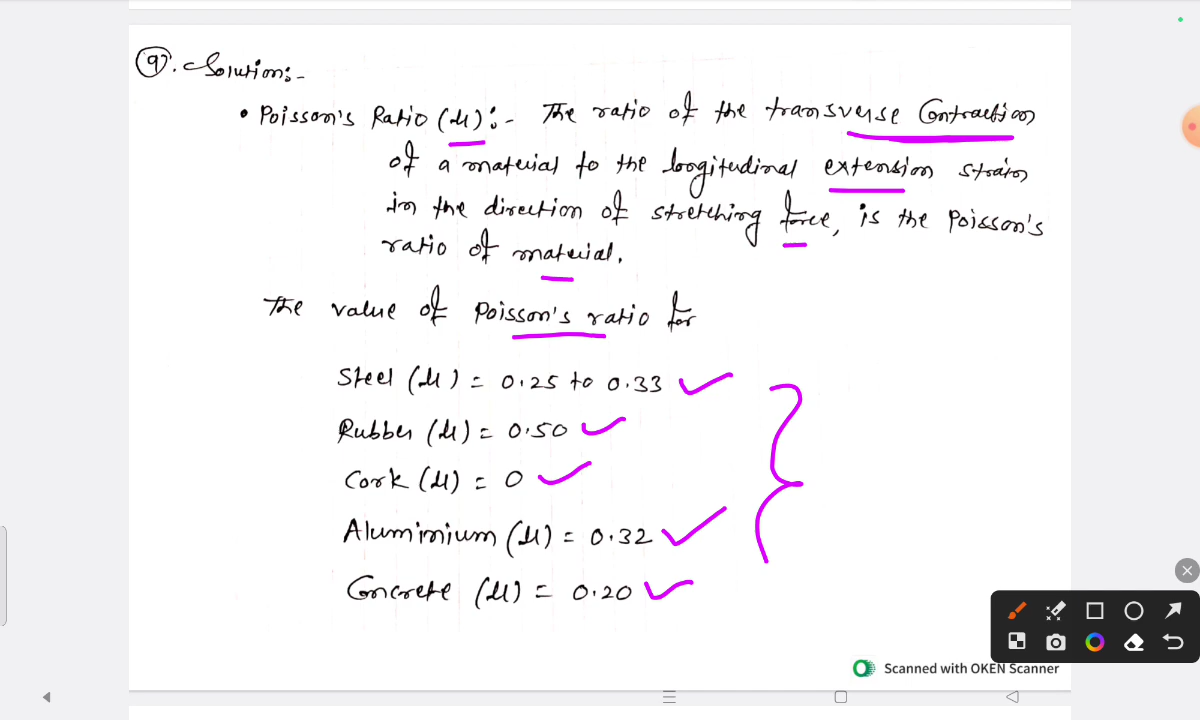 9. Solution:-
• Poisson's Ratio (μ):- The ratio of the transverse Contraction
of a material to the longitudinal extension strain
in the direction of stretching force, is the Poisson's
ratio of material.
The value of Poisson's ratio for
Steel (μ) = 0.25 to 0.33
Rubber (μ) = 0.50
Cork (μ) = 0
Aluminium (μ) = 0.32
Concrete (μ) = 0.20
Scanned with OKEN Scanner